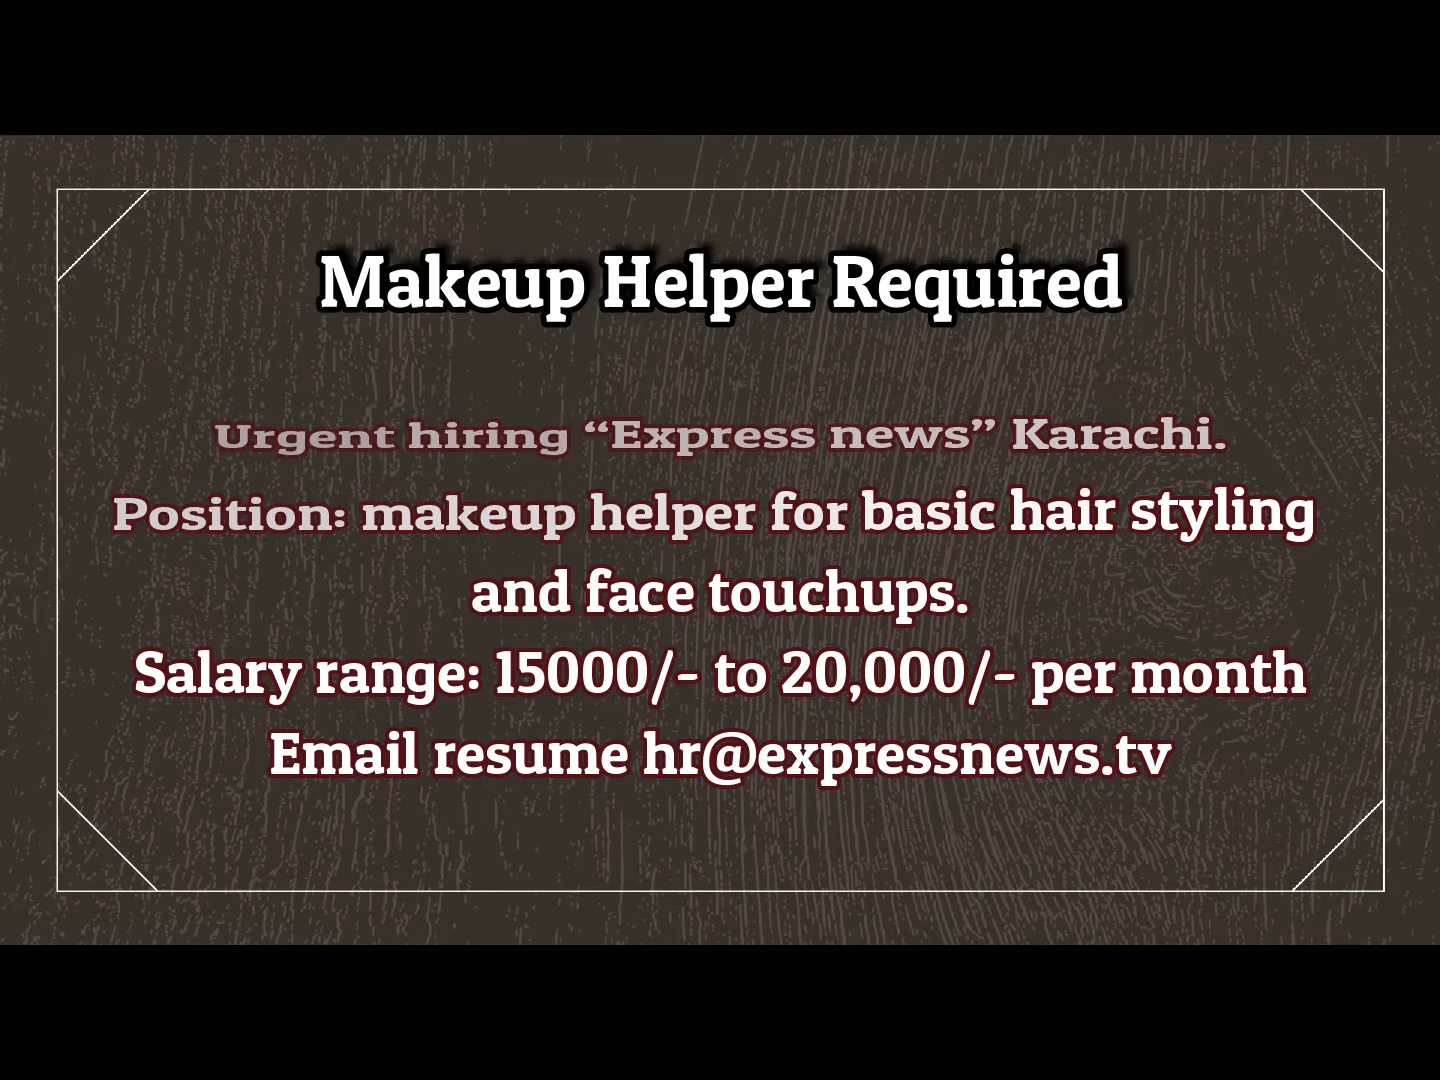 Makeup Helper Required
Urgent hiring “Express news” Karachi.
Position: makeup helper for basic hair styling
and face touchups.
Salary range: 15000/- to 20,000/- per month
Email resume hr@expressnews.tv